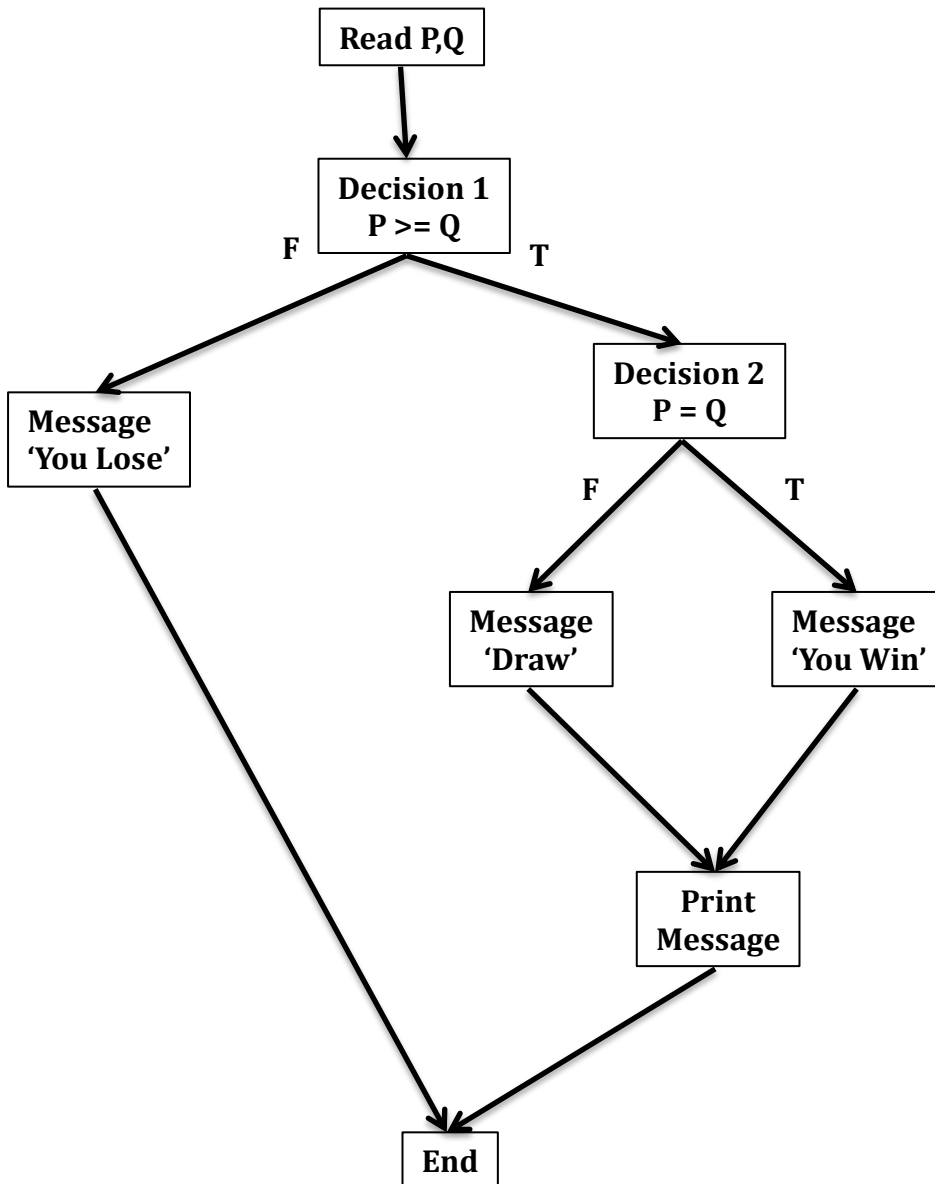 Read P,Q
Decision 1
P >= Q
F
T
Decision 2
P = Q
Message
‘You Lose’
F
T
Message
‘Draw’
Message
‘You Win’
Print
Message
End